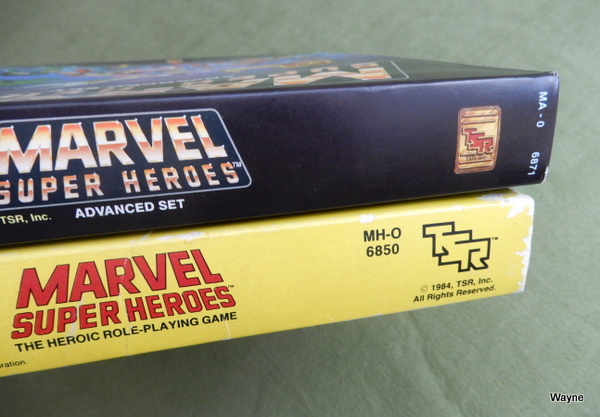 MARVEL
SUPER HEROES™
TSR, Inc.
ADVANCED SET
TSR
MA-0 6871
MARVEL
SUPER HEROES™
THE HEROIC ROLE-PLAYING GAME
MH-O
6850
TSR™
© 1984, TSR, Inc.
All Rights Reserved.
Wayne